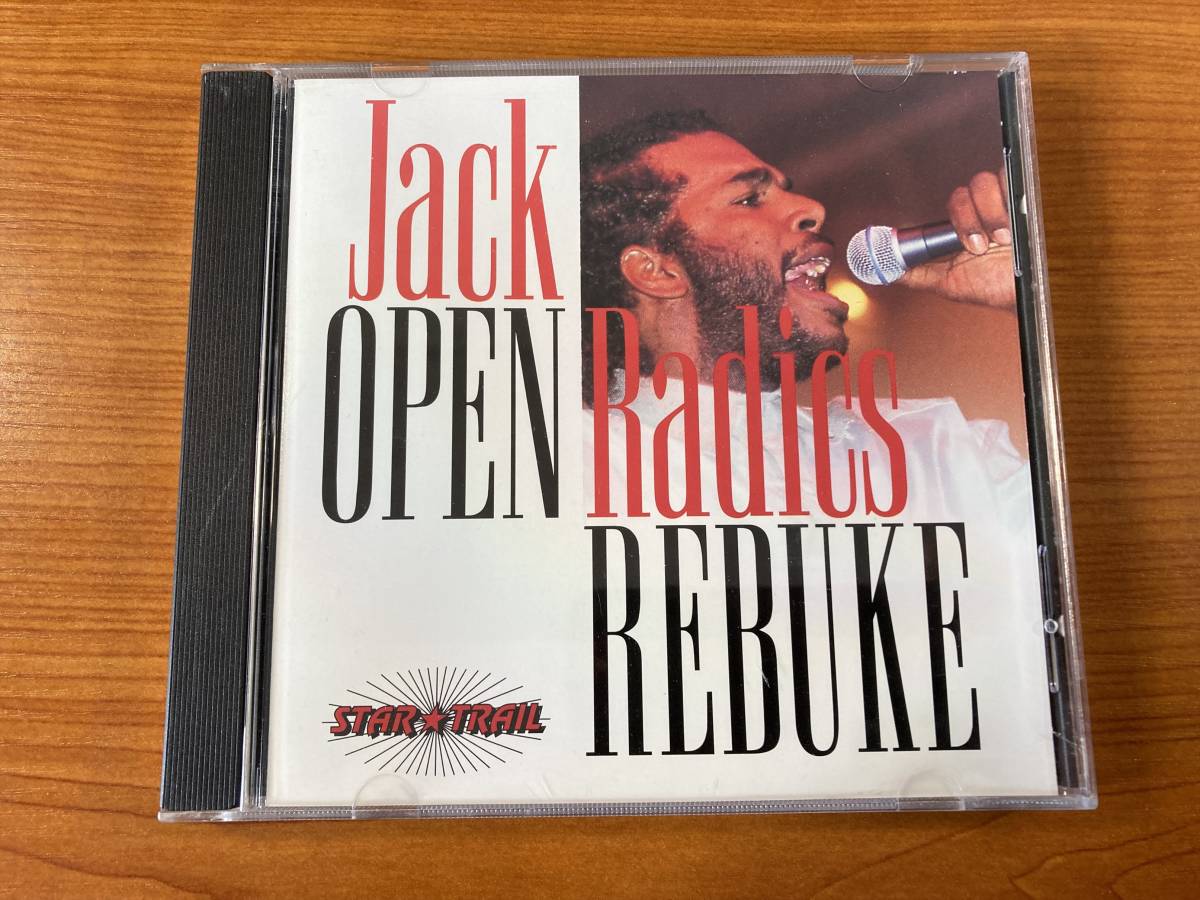 Jack
OPEN Radics
REBUKE
STAR★TRAIL